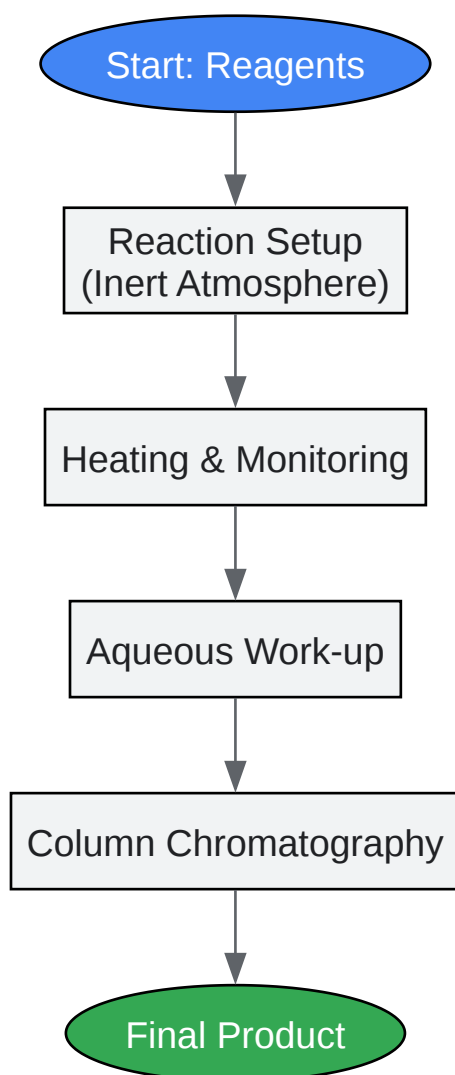 Start: Reagents
Reaction Setup
(Inert Atmosphere)
Heating & Monitoring
Aqueous Work-up
Column Chromatography
Final Product